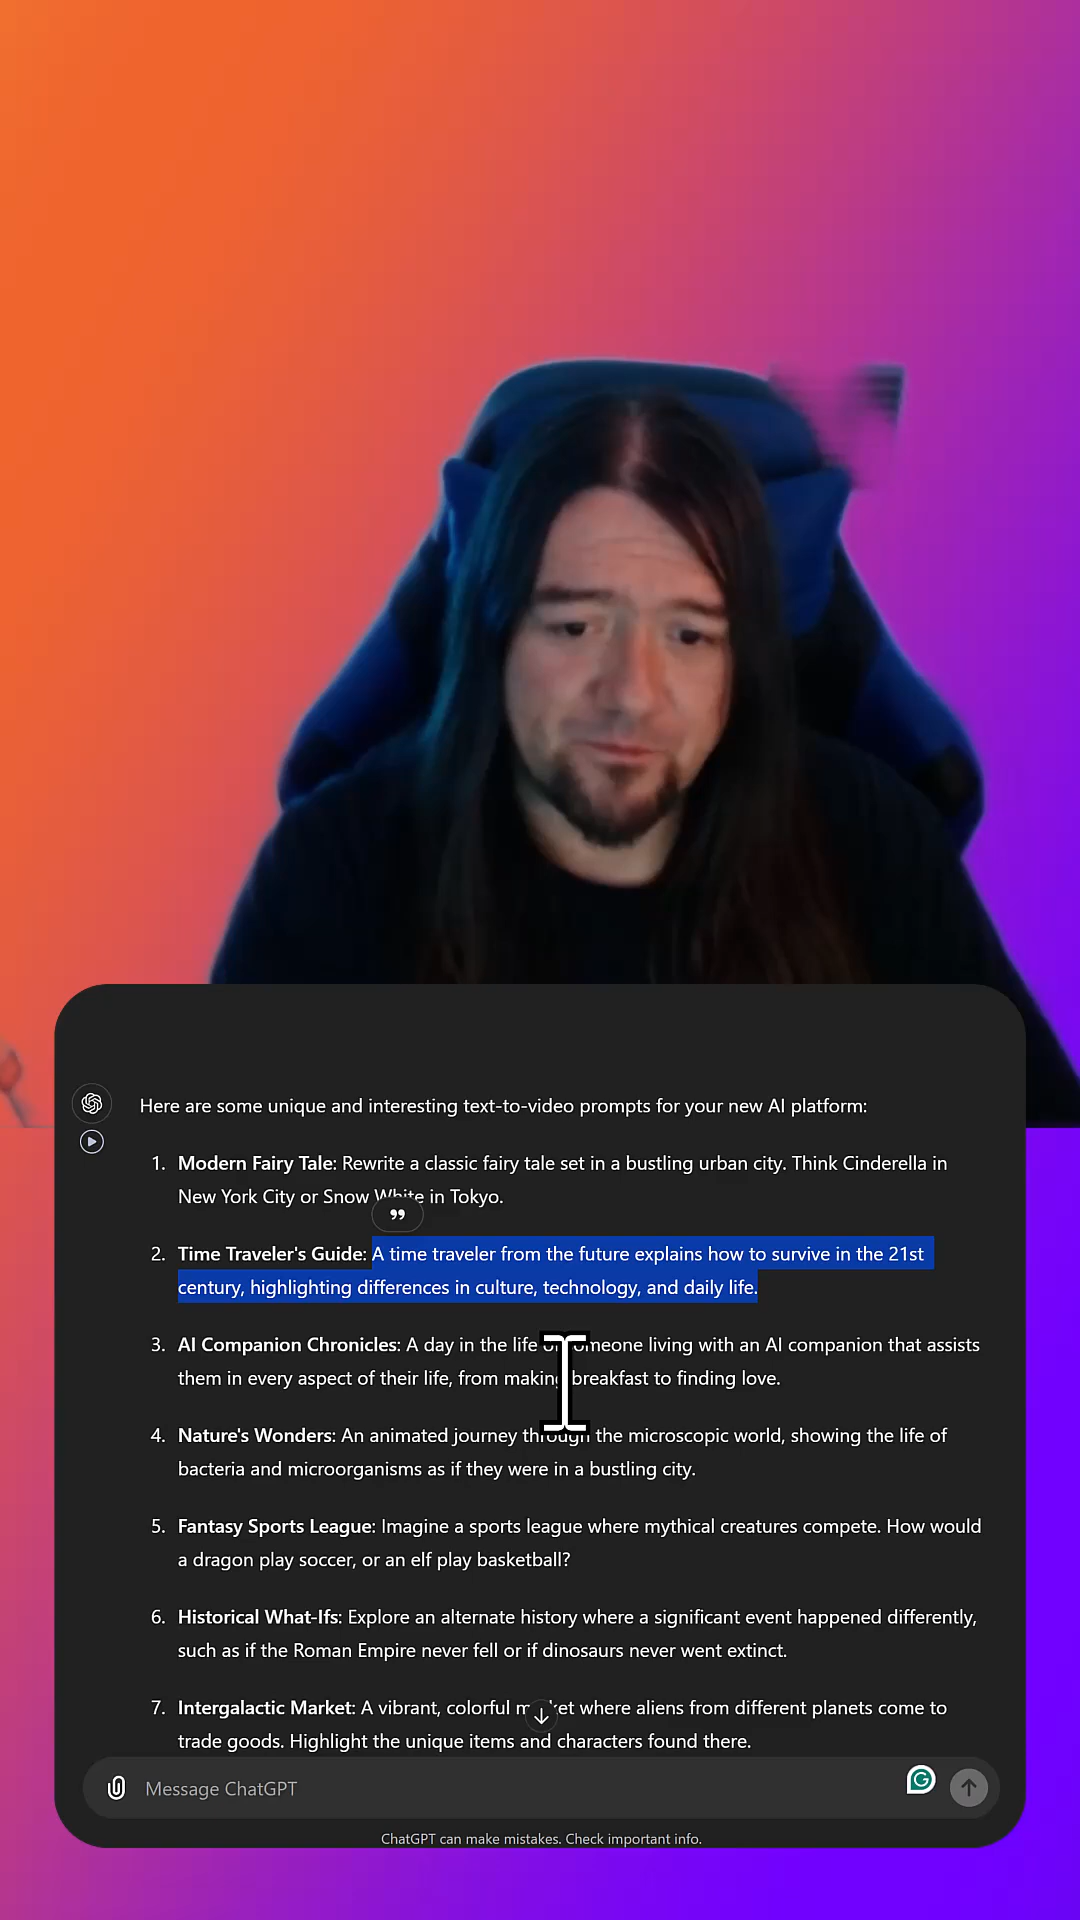 Here are some unique and interesting text-to-video prompts for your new AI platform:
1. Modern Fairy Tale: Rewrite a classic fairy tale set in a bustling urban city. Think Cinderella in
New York City or Snow White in Tokyo.
2. Time Traveler's Guide: A time traveler from the future explains how to survive in the 21st
century, highlighting differences in culture, technology, and daily life.
3. AI Companion Chronicles: A day in the life of someone living with an AI companion that assists
them in every aspect of their life, from making breakfast to finding love.
4. Nature's Wonders: An animated journey through the microscopic world, showing the life of
bacteria and microorganisms as if they were in a bustling city.
5. Fantasy Sports League: Imagine a sports league where mythical creatures compete. How would
a dragon play soccer, or an elf play basketball?
6. Historical What-Ifs: Explore an alternate history where a significant event happened differently,
such as if the Roman Empire never fell or if dinosaurs never went extinct.
7. Intergalactic Market: A vibrant, colorful market where aliens from different planets come to
trade goods. Highlight the unique items and characters found there.
Message ChatGPT
ChatGPT can make mistakes. Check important info.